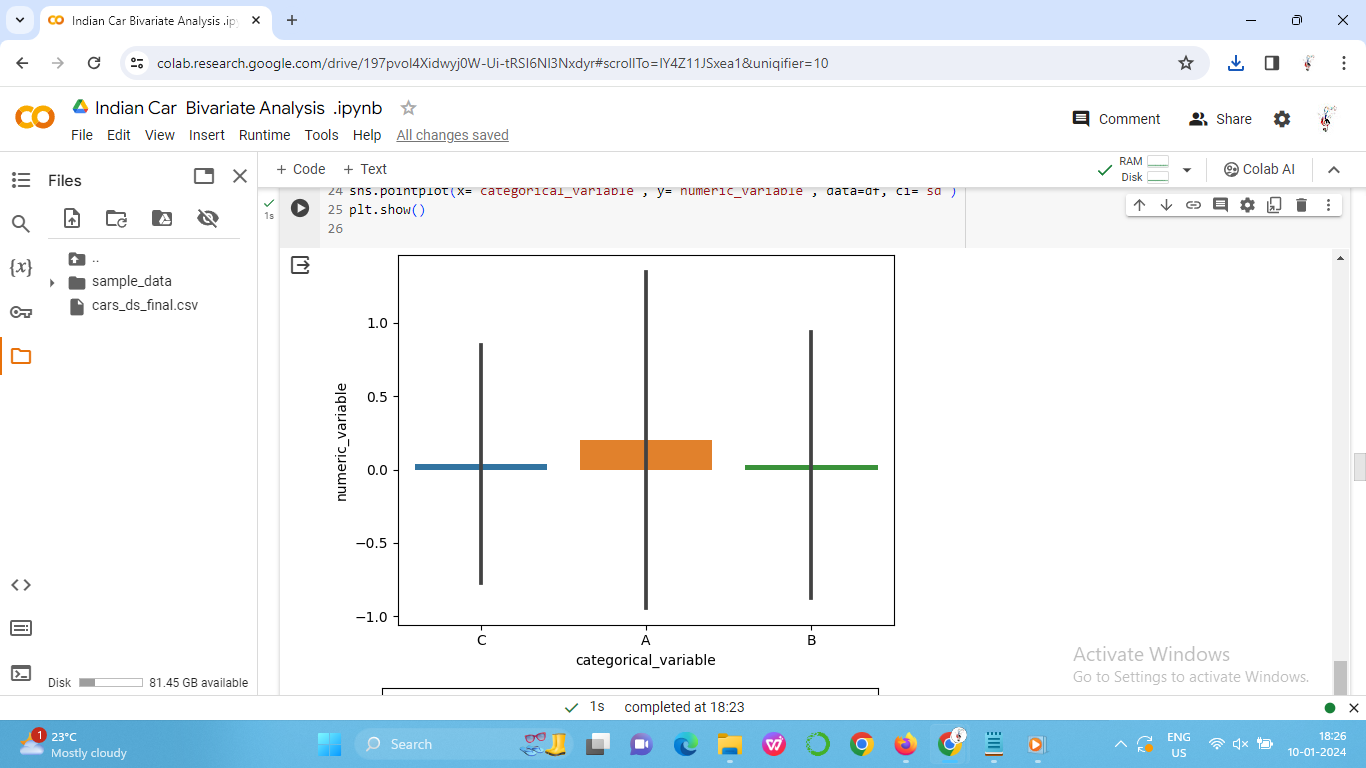 Indian Car Bivariate Analysis .ip
colab.research.google.com/drive/197pvol4Xidwyj0W-Ui-tRSI6NI3Nxdyr#scrollTo=IY4Z11JSxea1&uniqifier=10
Indian Car Bivariate Analysis .ipynb
File Edit View Insert Runtime Tools Help All changes saved
Comment Share
Files
+ Code + Text
RAM
Disk
Colab AI
..
sample_data
cars_ds_final.csv
1s
24 sns.pointplot(x='categorical_variable', y='numeric_variable', data=df, ci='sd')
25 plt.show()
26
1.0
0.5
0.0
−0.5
−1.0
numeric_variable
C A B
categorical_variable
Disk 81.45 GB available
Activate Windows
Go to Settings to activate Windows.
1s completed at 18:23
1
23°C
Mostly cloudy
Search
ENG
US
18:26
10-01-2024